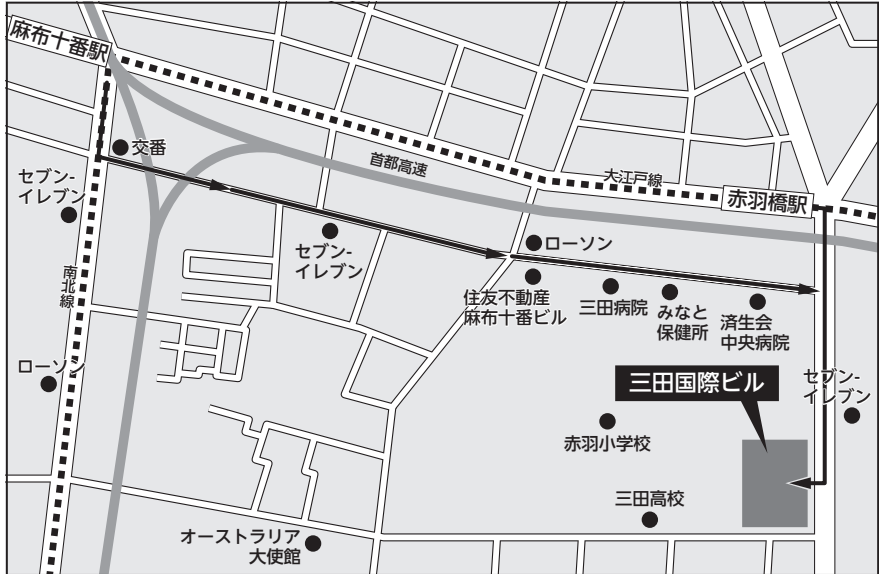 麻布十番駅
交番
首都高速
大江戸線
赤羽橋駅
セブン-
イレブン
セブン-
イレブン
ローソン
南北線
住友不動産
麻布十番ビル
三田病院
みなと
保健所
済生会
中央病院
ローソン
三田国際ビル
セブン-
イレブン
赤羽小学校
三田高校
オーストラリア
大使館